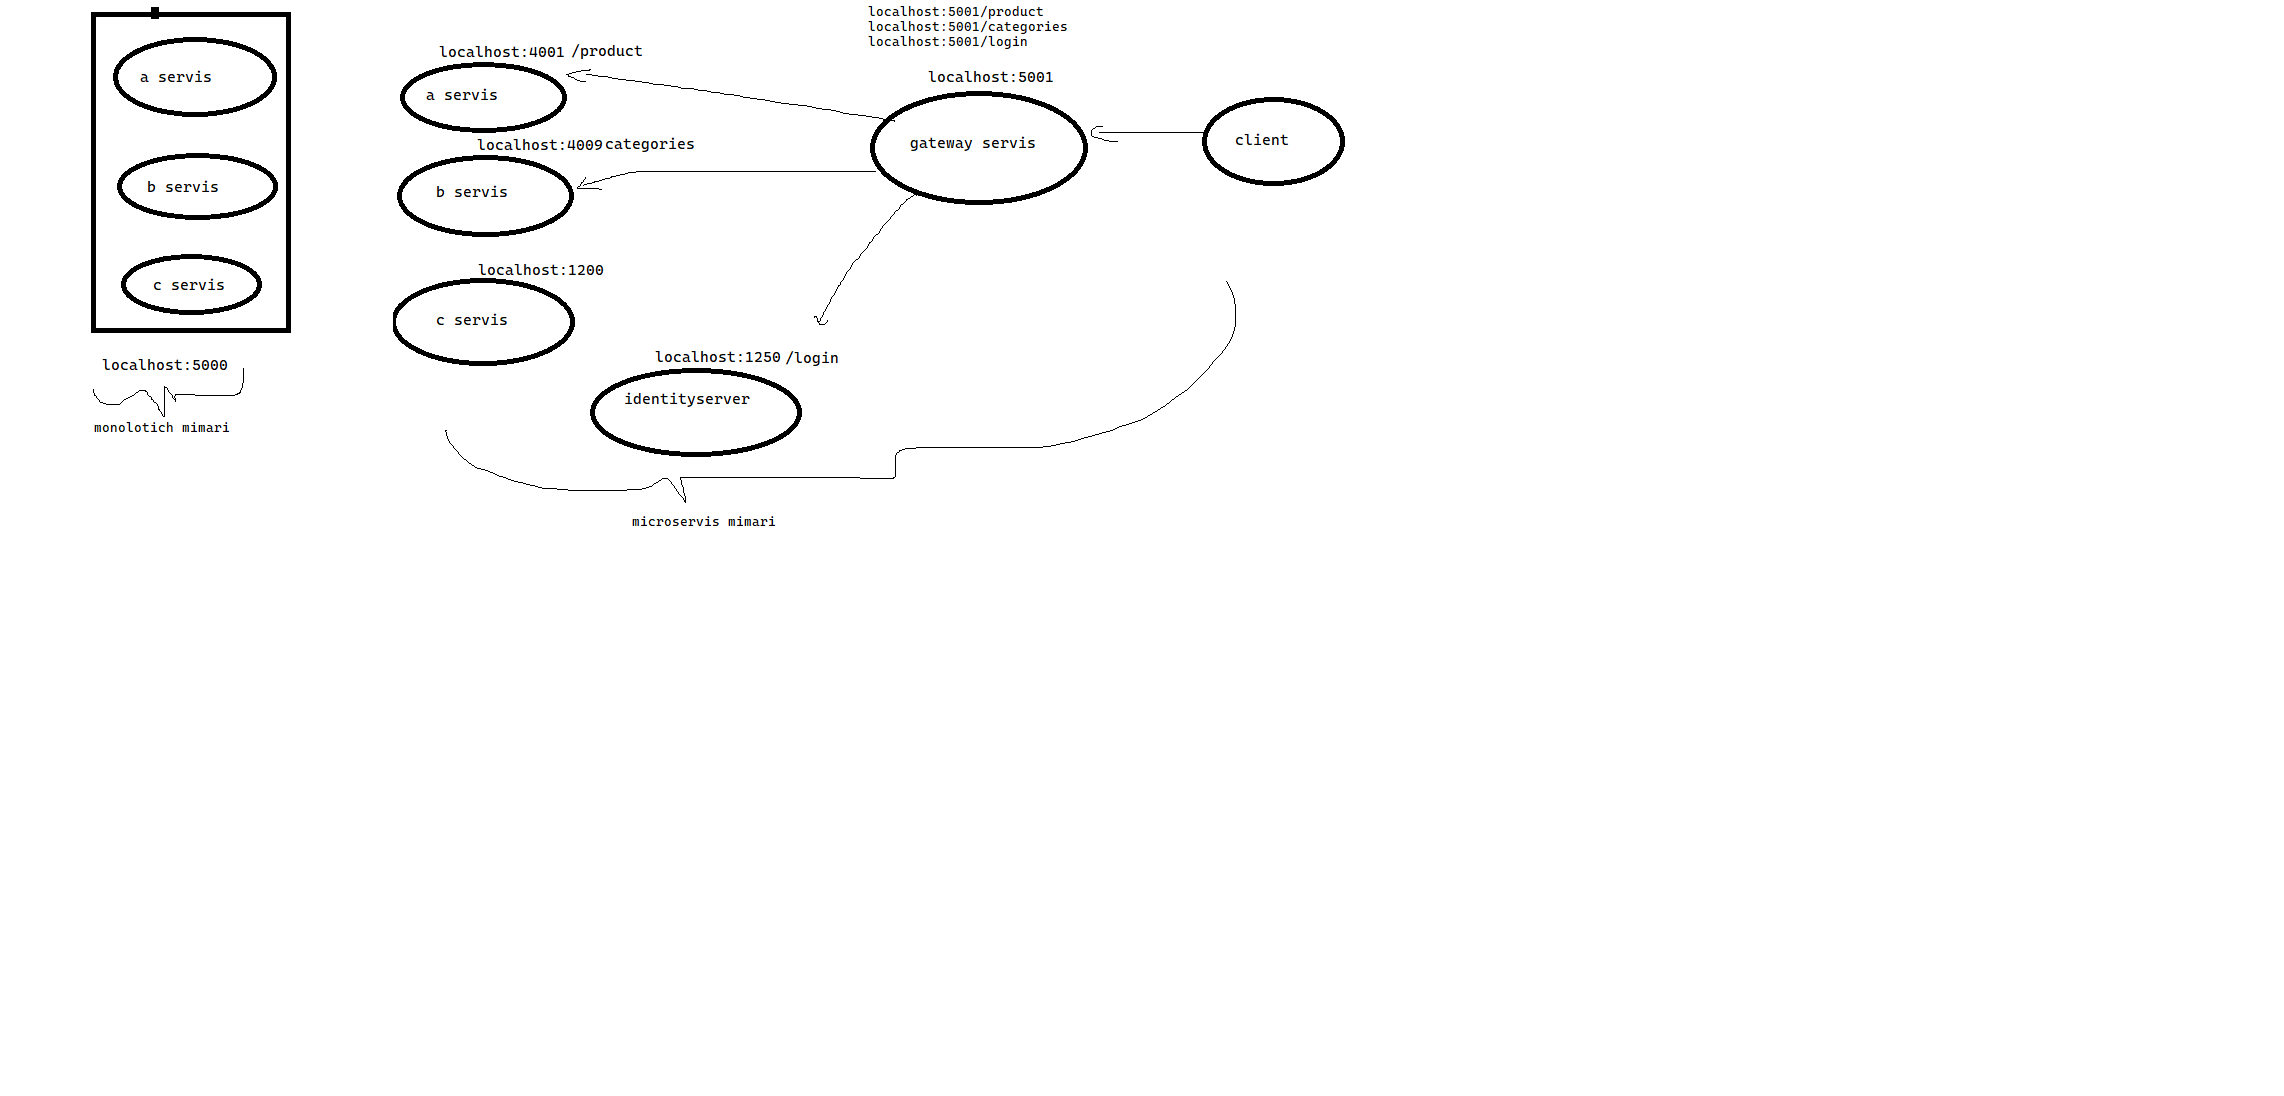 a servis
b servis
c servis
localhost:5000
monolotich mimari
localhost:4001 /product
a servis
localhost:4009 categories
b servis
localhost:1200
c servis
localhost:1250 /login
identityserver
localhost:5001/product
localhost:5001/categories
localhost:5001/login
localhost:5001
gateway servis
client
microservis mimari